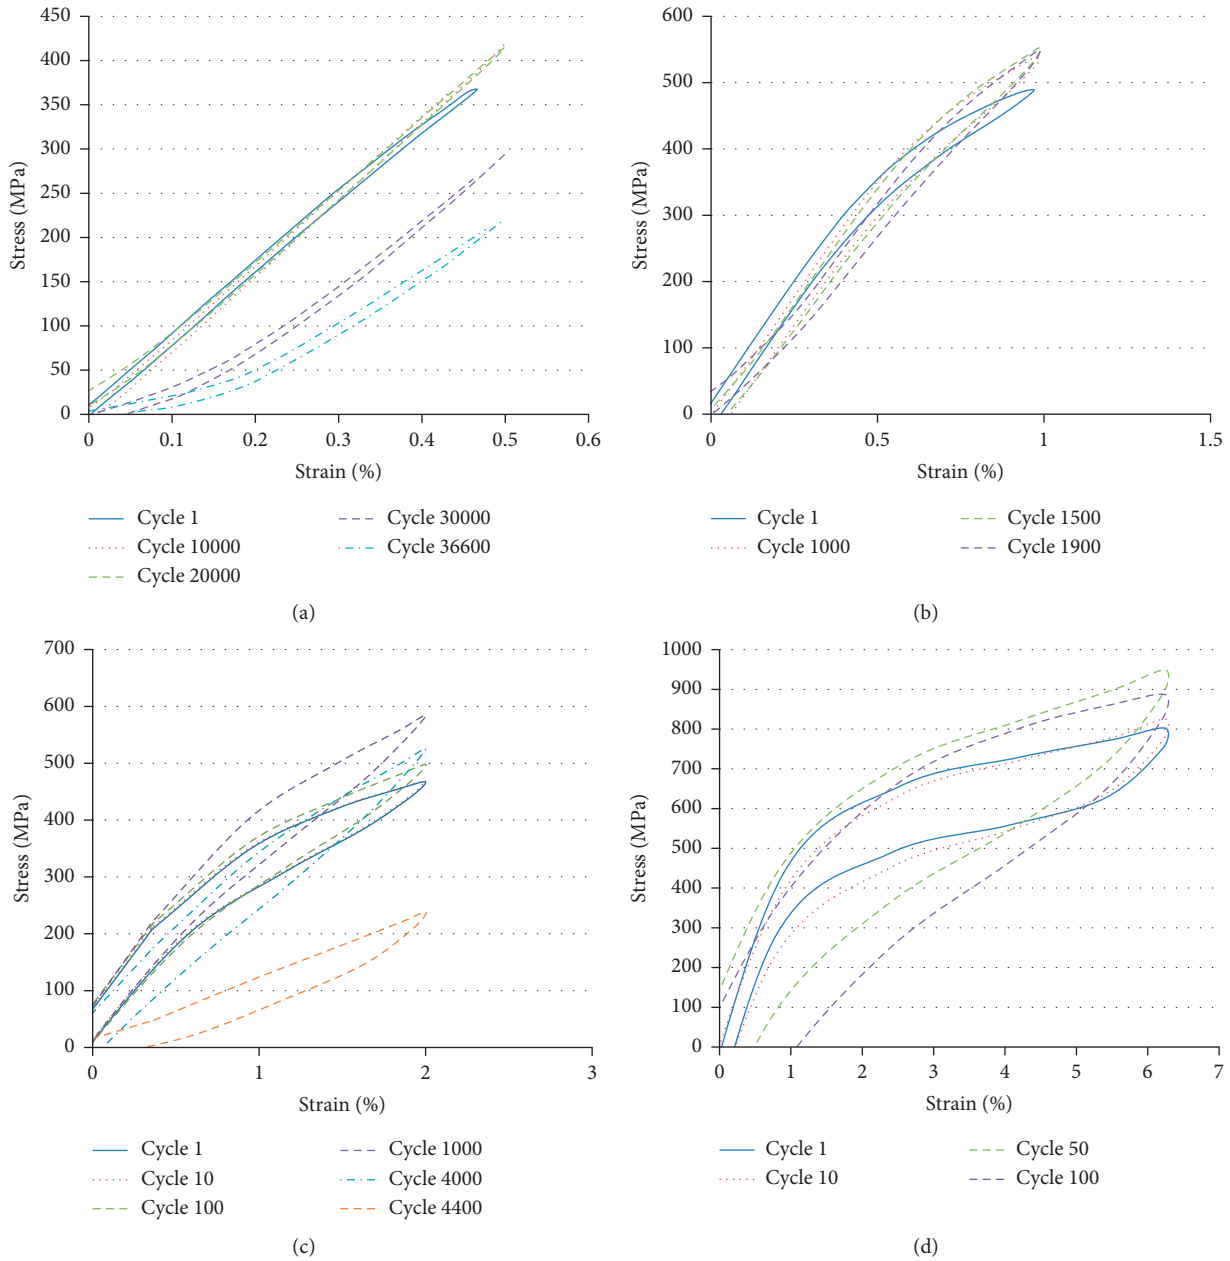 450
400
350
300
250
200
150
100
50
0
Stress (MPa)
0 0.1 0.2 0.3 0.4 0.5 0.6
Strain (%)
Cycle 1 Cycle 30000
Cycle 10000 Cycle 36600
Cycle 20000
(a)
600
500
400
300
200
100
0
Stress (MPa)
0 0.5 1 1.5
Strain (%)
Cycle 1 Cycle 1500
Cycle 1000 Cycle 1900
(b)
700
600
500
400
300
200
100
0
Stress (MPa)
0 1 2 3
Strain (%)
Cycle 1 Cycle 1000
Cycle 10 Cycle 4000
Cycle 100 Cycle 4400
(c)
1000
900
800
700
600
500
400
300
200
100
0
Stress (MPa)
0 1 2 3 4 5 6 7
Strain (%)
Cycle 1 Cycle 50
Cycle 10 Cycle 100
(d)